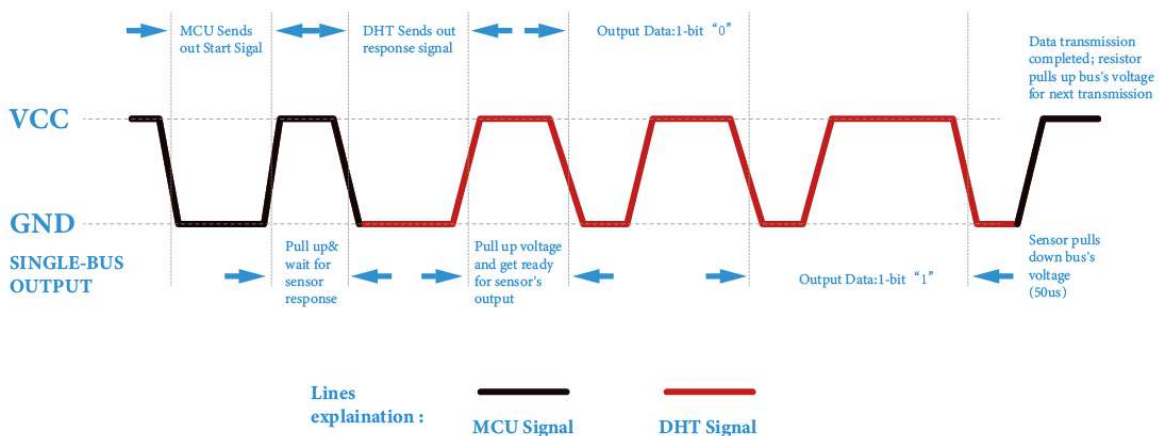 MCU Sends
out Start Sigal
DHT Sends out
response signal
Output Data:1-bit “0”
Data transmission
completed; resistor
pulls up bus's voltage
for next transmission
VCC
GND
SINGLE-BUS
OUTPUT
Pull up&
wait for
sensor
response
Pull up voltage
and get ready
for sensor's
output
Output Data:1-bit “1”
Sensor pulls
down bus's
voltage
(50us)
Lines
explaination :
MCU Signal
DHT Signal